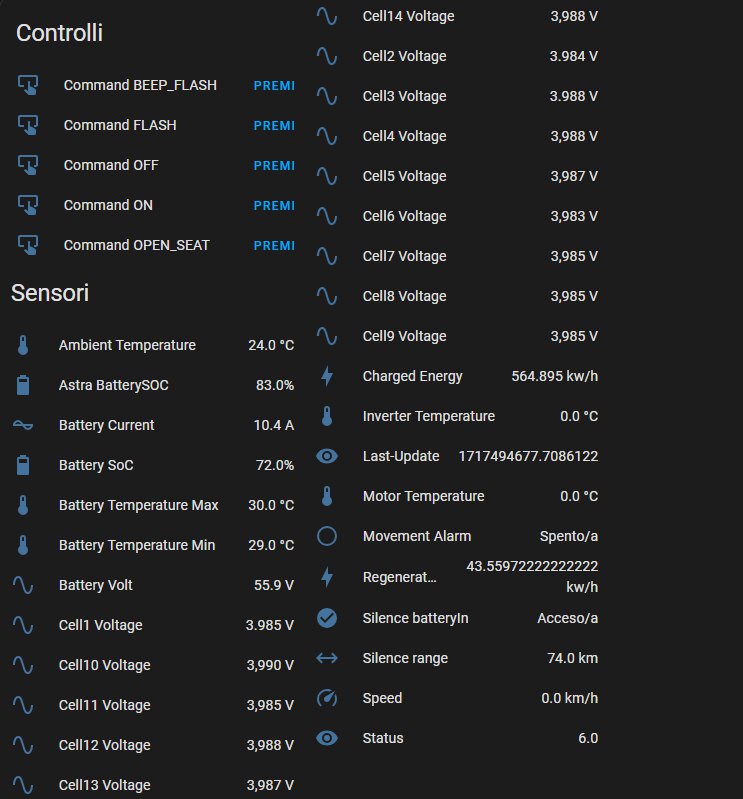 Controlli
Command BEEP_FLASH PREMI
Command FLASH PREMI
Command OFF PREMI
Command ON PREMI
Command OPEN_SEAT PREMI
Sensori
Ambient Temperature 24.0 °C
Astra BatterySOC 83.0%
Battery Current 10.4 A
Battery SoC 72.0%
Battery Temperature Max 30.0 °C
Battery Temperature Min 29.0 °C
Battery Volt 55.9 V
Cell1 Voltage 3.985 V
Cell10 Voltage 3,990 V
Cell11 Voltage 3,985 V
Cell12 Voltage 3,988 V
Cell13 Voltage 3,987 V
Cell14 Voltage 3,988 V
Cell2 Voltage 3.984 V
Cell3 Voltage 3.988 V
Cell4 Voltage 3,988 V
Cell5 Voltage 3,987 V
Cell6 Voltage 3,983 V
Cell7 Voltage 3,985 V
Cell8 Voltage 3,985 V
Cell9 Voltage 3,985 V
Charged Energy 564.895 kw/h
Inverter Temperature 0.0 °C
Last-Update 1717494677.7086122
Motor Temperature 0.0 °C
Movement Alarm Spento/a
Regenerat... 43.55972222222222
kw/h
Silence batteryIn Acceso/a
Silence range 74.0 km
Speed 0.0 km/h
Status 6.0